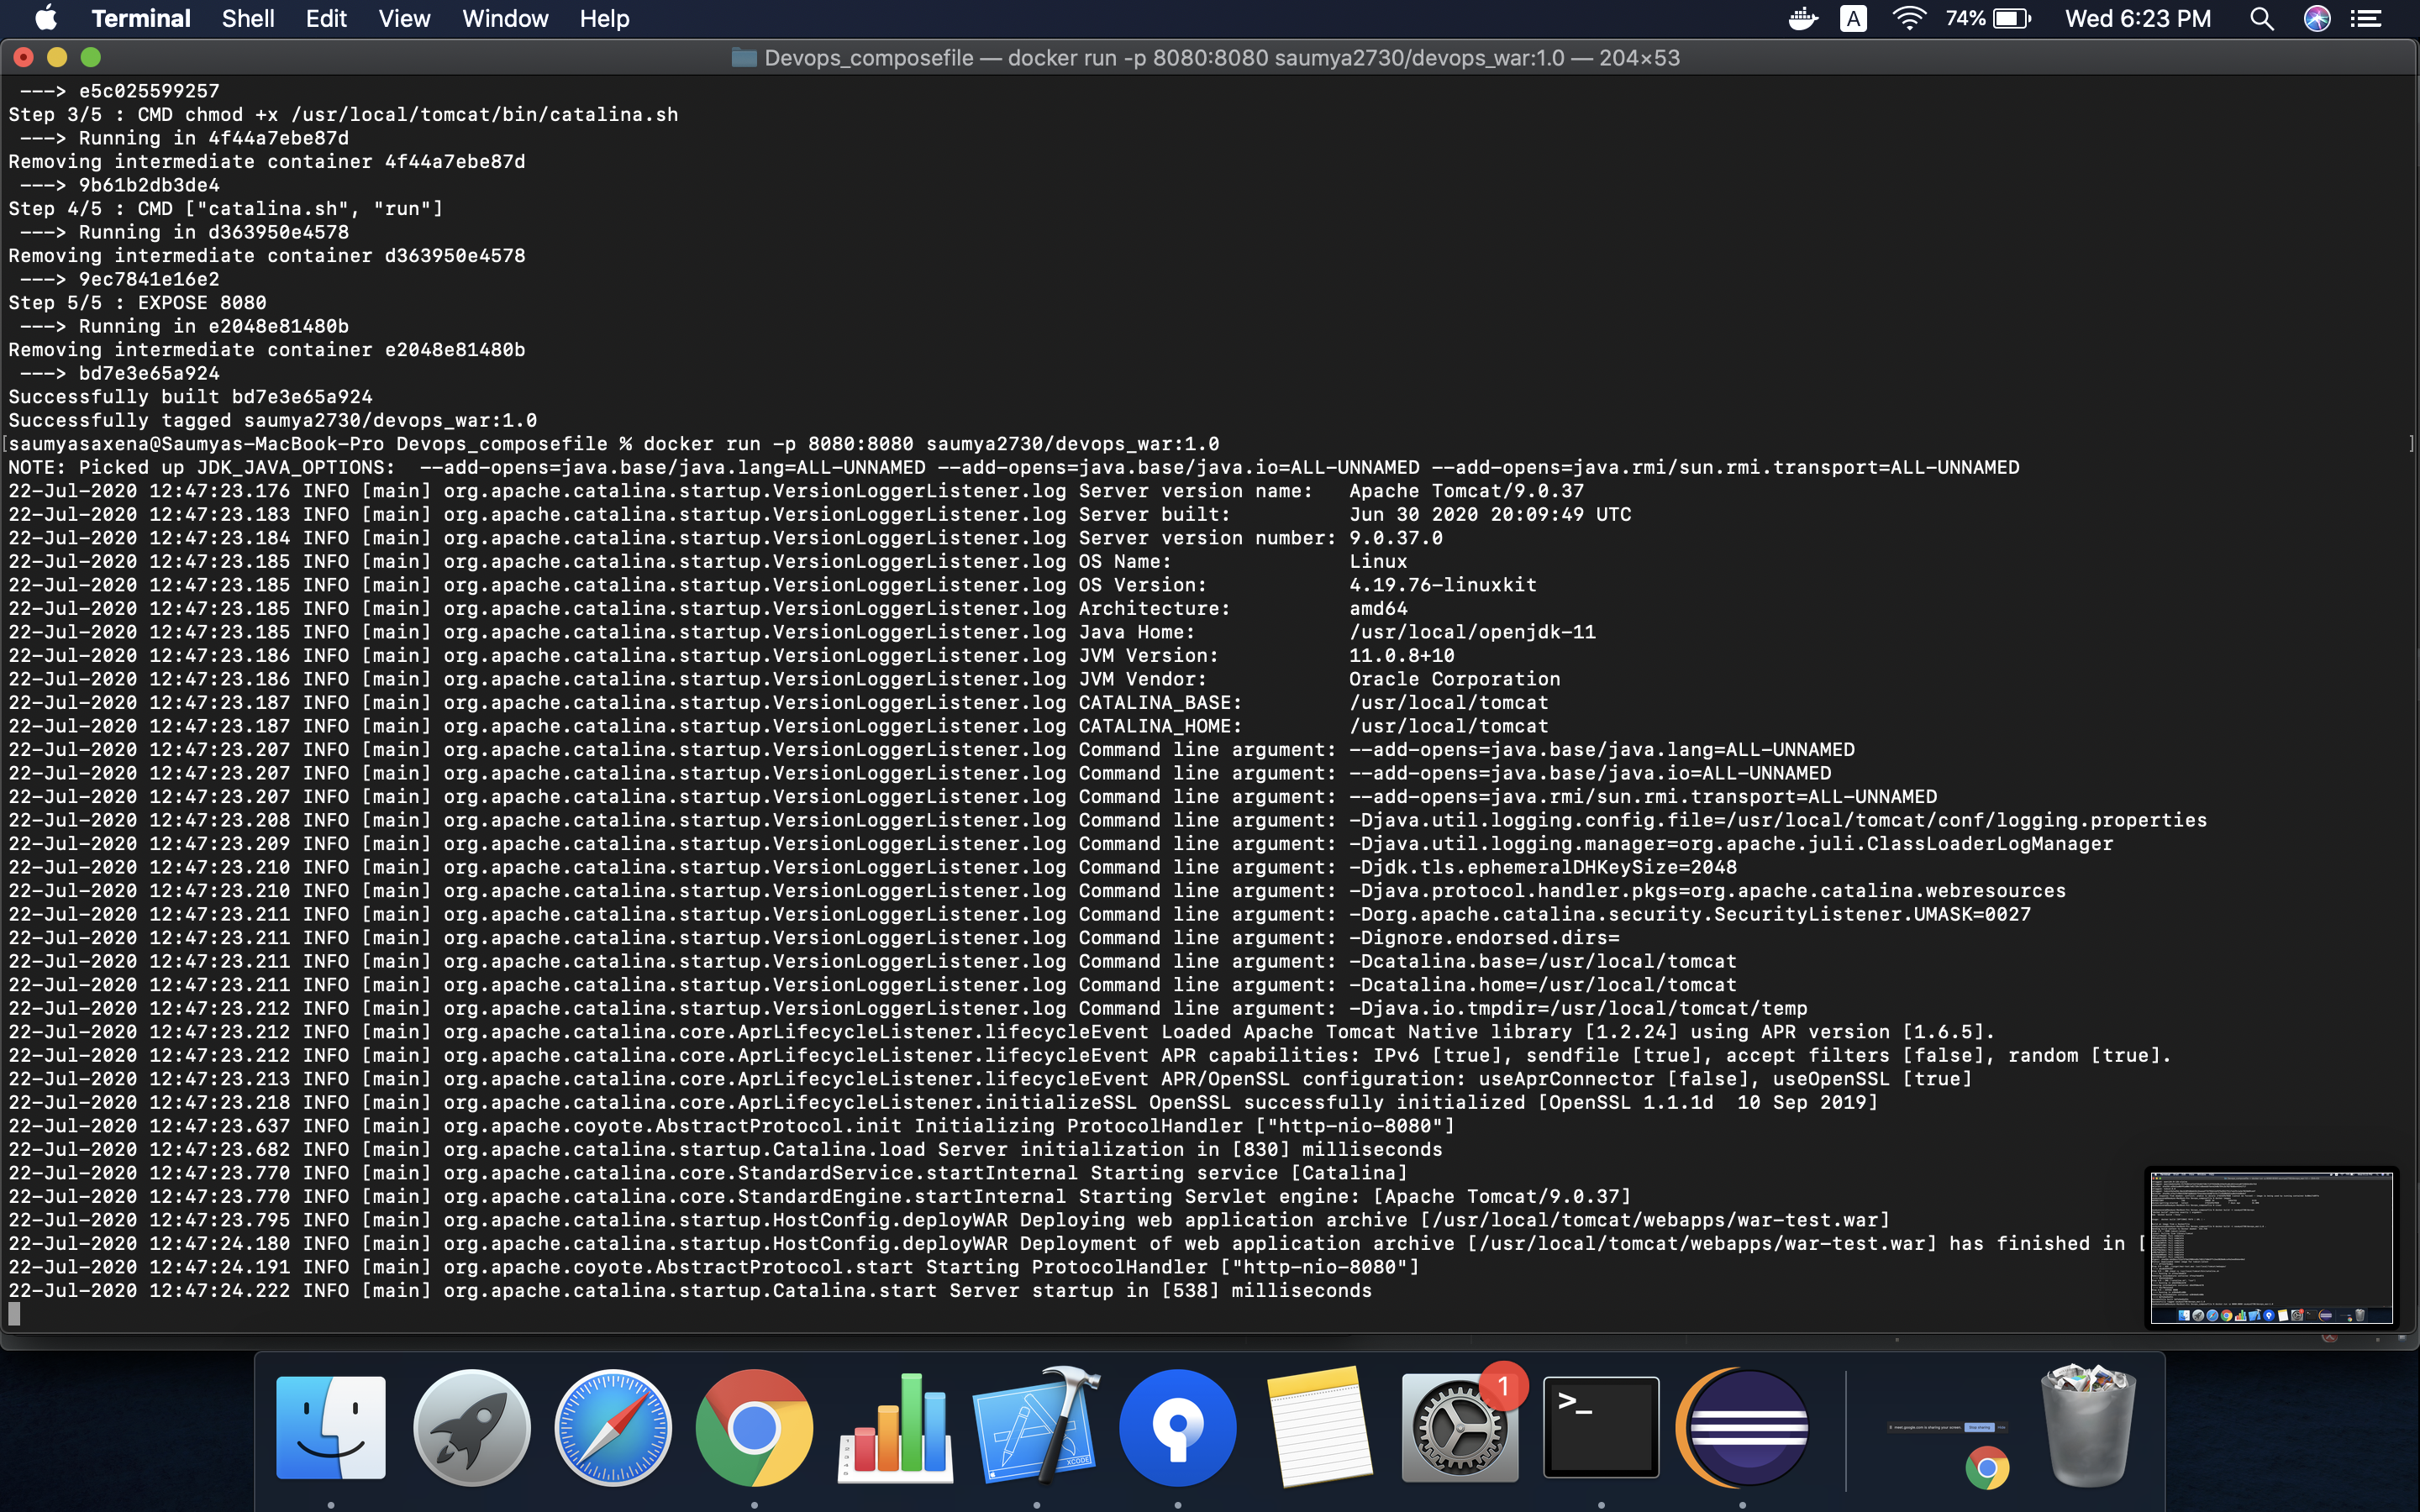 Terminal Shell Edit View Window Help A 74% Wed 6:23 PM
Devops_composefile — docker run -p 8080:8080 saumya2730/devops_war:1.0 — 204×53
---> e5c025599257
Step 3/5 : CMD chmod +x /usr/local/tomcat/bin/catalina.sh
---> Running in 4f44a7ebe87d
Removing intermediate container 4f44a7ebe87d
---> 9b61b2db3de4
Step 4/5 : CMD ["catalina.sh", "run"]
---> Running in d363950e4578
Removing intermediate container d363950e4578
---> 9ec7841e16e2
Step 5/5 : EXPOSE 8080
---> Running in e2048e81480b
Removing intermediate container e2048e81480b
---> bd7e3e65a924
Successfully built bd7e3e65a924
Successfully tagged saumya2730/devops_war:1.0
[saumyasaxena@Saumyas-MacBook-Pro Devops_composefile % docker run -p 8080:8080 saumya2730/devops_war:1.0 ]
NOTE: Picked up JDK_JAVA_OPTIONS:  --add-opens=java.base/java.lang=ALL-UNNAMED --add-opens=java.base/java.io=ALL-UNNAMED --add-opens=java.rmi/sun.rmi.transport=ALL-UNNAMED
22-Jul-2020 12:47:23.176 INFO [main] org.apache.catalina.startup.VersionLoggerListener.log Server version name:   Apache Tomcat/9.0.37
22-Jul-2020 12:47:23.183 INFO [main] org.apache.catalina.startup.VersionLoggerListener.log Server built:          Jun 30 2020 20:09:49 UTC
22-Jul-2020 12:47:23.184 INFO [main] org.apache.catalina.startup.VersionLoggerListener.log Server version number: 9.0.37.0
22-Jul-2020 12:47:23.185 INFO [main] org.apache.catalina.startup.VersionLoggerListener.log OS Name:               Linux
22-Jul-2020 12:47:23.185 INFO [main] org.apache.catalina.startup.VersionLoggerListener.log OS Version:            4.19.76-linuxkit
22-Jul-2020 12:47:23.185 INFO [main] org.apache.catalina.startup.VersionLoggerListener.log Architecture:          amd64
22-Jul-2020 12:47:23.185 INFO [main] org.apache.catalina.startup.VersionLoggerListener.log Java Home:             /usr/local/openjdk-11
22-Jul-2020 12:47:23.186 INFO [main] org.apache.catalina.startup.VersionLoggerListener.log JVM Version:           11.0.8+10
22-Jul-2020 12:47:23.186 INFO [main] org.apache.catalina.startup.VersionLoggerListener.log JVM Vendor:            Oracle Corporation
22-Jul-2020 12:47:23.187 INFO [main] org.apache.catalina.startup.VersionLoggerListener.log CATALINA_BASE:         /usr/local/tomcat
22-Jul-2020 12:47:23.187 INFO [main] org.apache.catalina.startup.VersionLoggerListener.log CATALINA_HOME:         /usr/local/tomcat
22-Jul-2020 12:47:23.207 INFO [main] org.apache.catalina.startup.VersionLoggerListener.log Command line argument: --add-opens=java.base/java.lang=ALL-UNNAMED
22-Jul-2020 12:47:23.207 INFO [main] org.apache.catalina.startup.VersionLoggerListener.log Command line argument: --add-opens=java.base/java.io=ALL-UNNAMED
22-Jul-2020 12:47:23.207 INFO [main] org.apache.catalina.startup.VersionLoggerListener.log Command line argument: --add-opens=java.rmi/sun.rmi.transport=ALL-UNNAMED
22-Jul-2020 12:47:23.208 INFO [main] org.apache.catalina.startup.VersionLoggerListener.log Command line argument: -Djava.util.logging.config.file=/usr/local/tomcat/conf/logging.properties
22-Jul-2020 12:47:23.209 INFO [main] org.apache.catalina.startup.VersionLoggerListener.log Command line argument: -Djava.util.logging.manager=org.apache.juli.ClassLoaderLogManager
22-Jul-2020 12:47:23.210 INFO [main] org.apache.catalina.startup.VersionLoggerListener.log Command line argument: -Djdk.tls.ephemeralDHKeySize=2048
22-Jul-2020 12:47:23.210 INFO [main] org.apache.catalina.startup.VersionLoggerListener.log Command line argument: -Djava.protocol.handler.pkgs=org.apache.catalina.webresources
22-Jul-2020 12:47:23.211 INFO [main] org.apache.catalina.startup.VersionLoggerListener.log Command line argument: -Dorg.apache.catalina.security.SecurityListener.UMASK=0027
22-Jul-2020 12:47:23.211 INFO [main] org.apache.catalina.startup.VersionLoggerListener.log Command line argument: -Dignore.endorsed.dirs=
22-Jul-2020 12:47:23.211 INFO [main] org.apache.catalina.startup.VersionLoggerListener.log Command line argument: -Dcatalina.base=/usr/local/tomcat
22-Jul-2020 12:47:23.211 INFO [main] org.apache.catalina.startup.VersionLoggerListener.log Command line argument: -Dcatalina.home=/usr/local/tomcat
22-Jul-2020 12:47:23.212 INFO [main] org.apache.catalina.startup.VersionLoggerListener.log Command line argument: -Djava.io.tmpdir=/usr/local/tomcat/temp
22-Jul-2020 12:47:23.212 INFO [main] org.apache.catalina.core.AprLifecycleListener.lifecycleEvent Loaded Apache Tomcat Native library [1.2.24] using APR version [1.6.5].
22-Jul-2020 12:47:23.212 INFO [main] org.apache.catalina.core.AprLifecycleListener.lifecycleEvent APR capabilities: IPv6 [true], sendfile [true], accept filters [false], random [true].
22-Jul-2020 12:47:23.213 INFO [main] org.apache.catalina.core.AprLifecycleListener.lifecycleEvent APR/OpenSSL configuration: useAprConnector [false], useOpenSSL [true]
22-Jul-2020 12:47:23.218 INFO [main] org.apache.catalina.core.AprLifecycleListener.initializeSSL OpenSSL successfully initialized [OpenSSL 1.1.1d  10 Sep 2019]
22-Jul-2020 12:47:23.637 INFO [main] org.apache.coyote.AbstractProtocol.init Initializing ProtocolHandler ["http-nio-8080"]
22-Jul-2020 12:47:23.682 INFO [main] org.apache.catalina.startup.Catalina.load Server initialization in [830] milliseconds
22-Jul-2020 12:47:23.770 INFO [main] org.apache.catalina.core.StandardService.startInternal Starting service [Catalina]
22-Jul-2020 12:47:23.770 INFO [main] org.apache.catalina.core.StandardEngine.startInternal Starting Servlet engine: [Apache Tomcat/9.0.37]
22-Jul-2020 12:47:23.795 INFO [main] org.apache.catalina.startup.HostConfig.deployWAR Deploying web application archive [/usr/local/tomcat/webapps/war-test.war]
22-Jul-2020 12:47:24.180 INFO [main] org.apache.catalina.startup.HostConfig.deployWAR Deployment of web application archive [/usr/local/tomcat/webapps/war-test.war] has finished in [
22-Jul-2020 12:47:24.191 INFO [main] org.apache.coyote.AbstractProtocol.start Starting ProtocolHandler ["http-nio-8080"]
22-Jul-2020 12:47:24.222 INFO [main] org.apache.catalina.startup.Catalina.start Server startup in [538] milliseconds
1
>_
XCODE